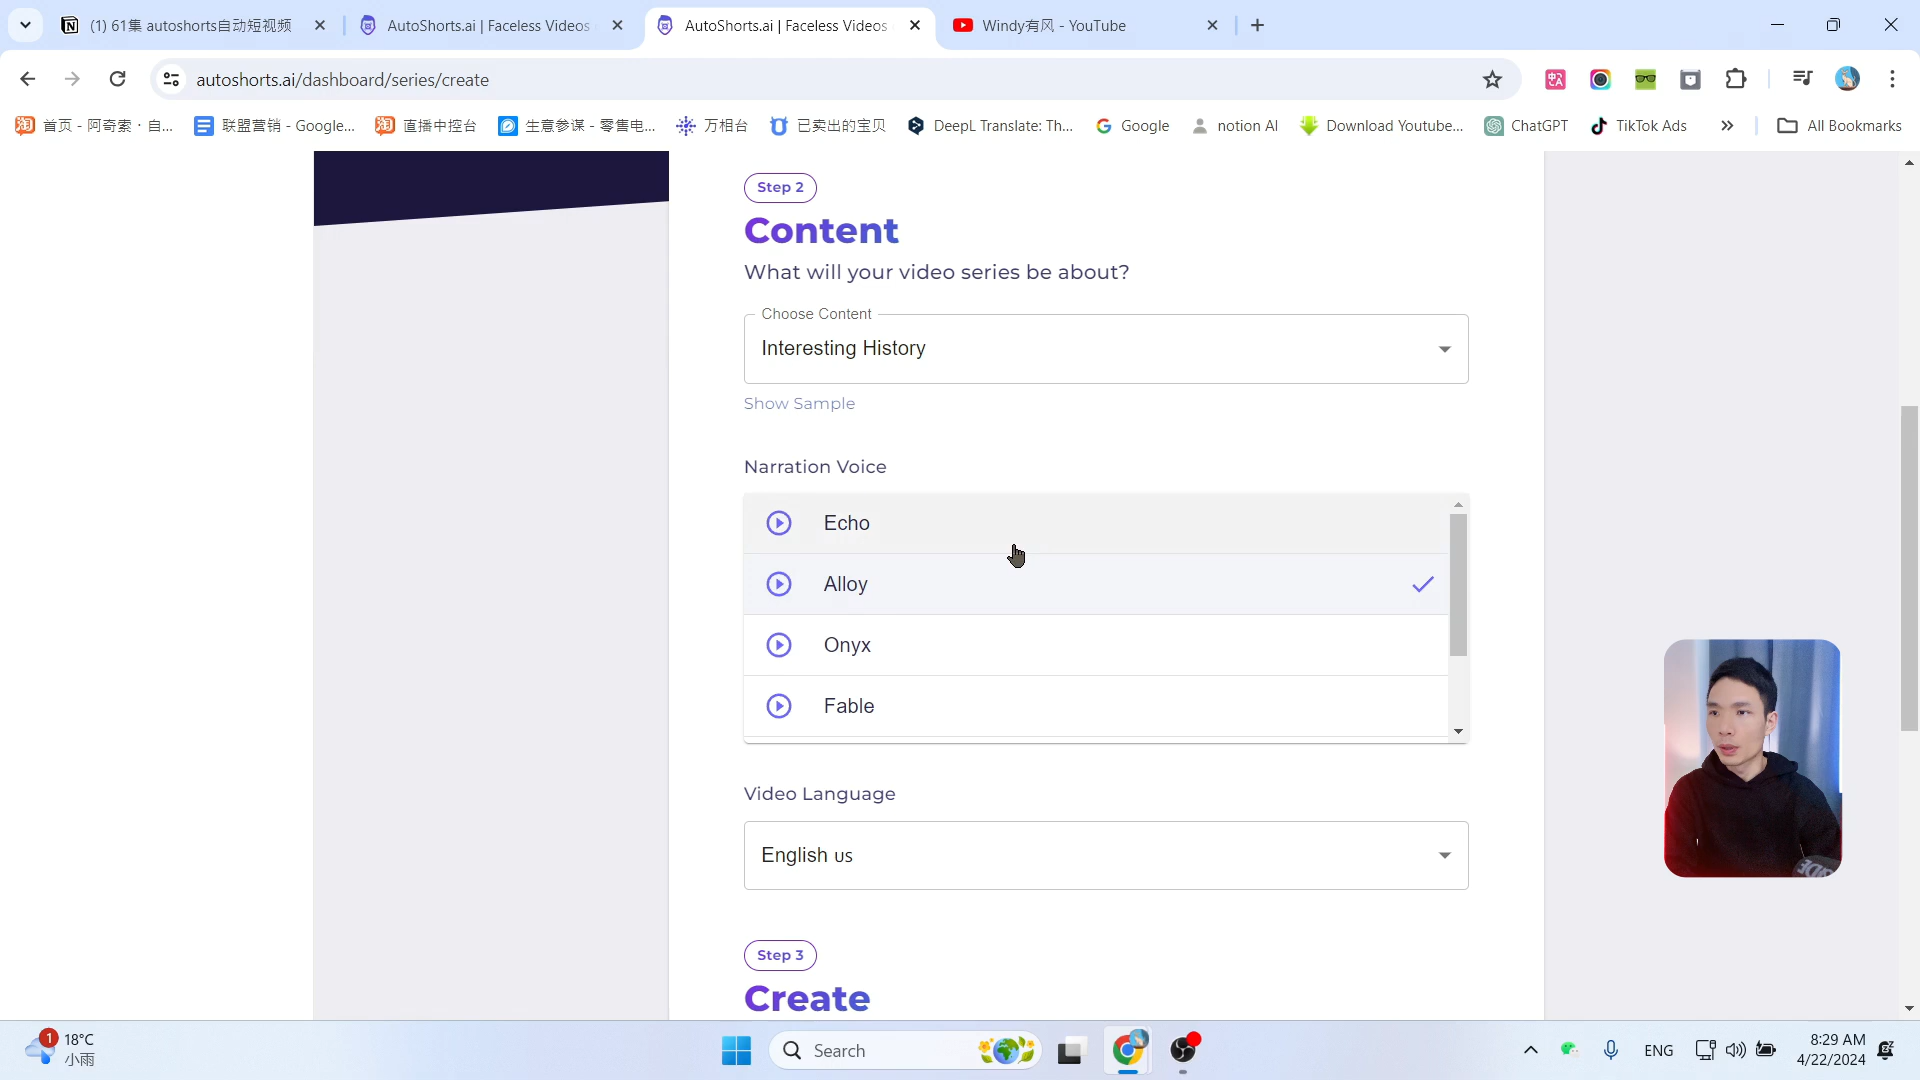 (1) 61集 autoshorts自动短视频
AutoShorts.ai | Faceless Videos
AutoShorts.ai | Faceless Videos
Windy有风 - YouTube
autoshorts.ai/dashboard/series/create
首页 - 阿奇索 · 自...
联盟营销 - Google...
直播中控台
生意参谋 - 零售电...
万相台
已卖出的宝贝
DeepL Translate: Th...
Google
notion AI
Download Youtube...
ChatGPT
TikTok Ads
All Bookmarks
Step 2
Content
What will your video series be about?
Choose Content
Interesting History
Show Sample
Narration Voice
Echo
Alloy
Onyx
Fable
Video Language
English us
Step 3
Create
1
18°C
小雨
Search
ENG
8:29 AM
4/22/2024